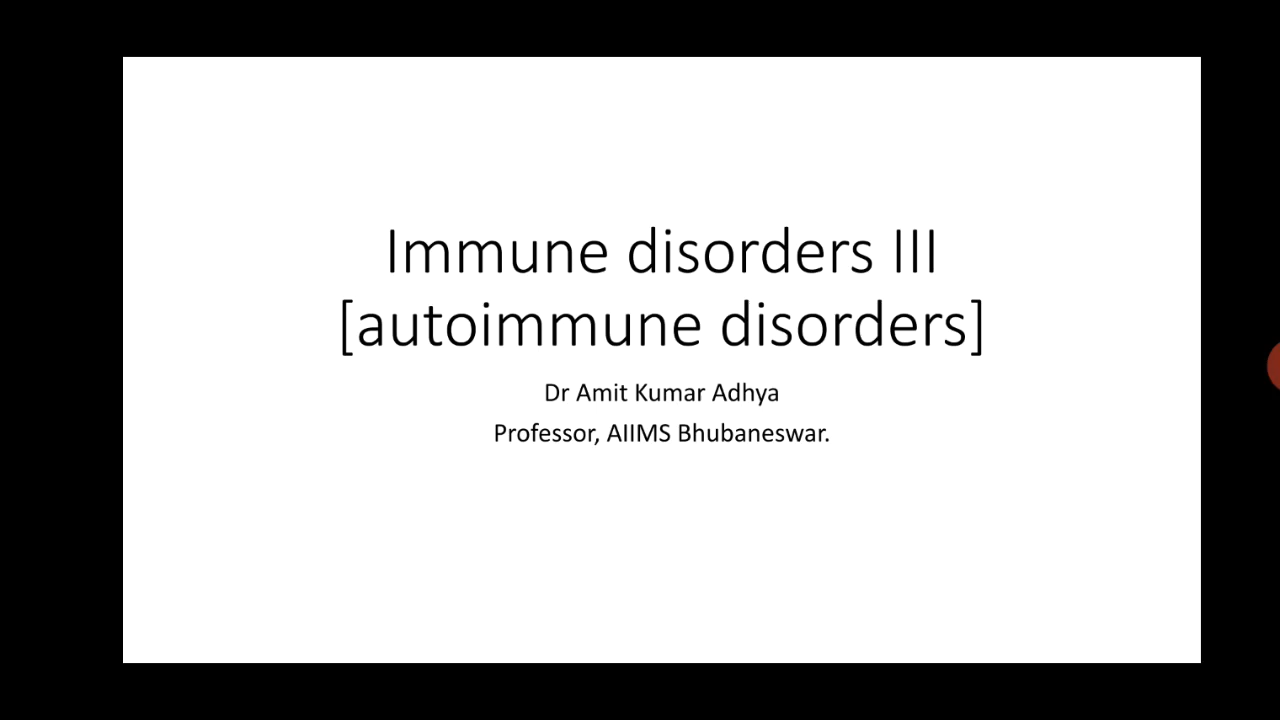 Immune disorders III
[autoimmune disorders]
Dr Amit Kumar Adhya
Professor, AIIMS Bhubaneswar.